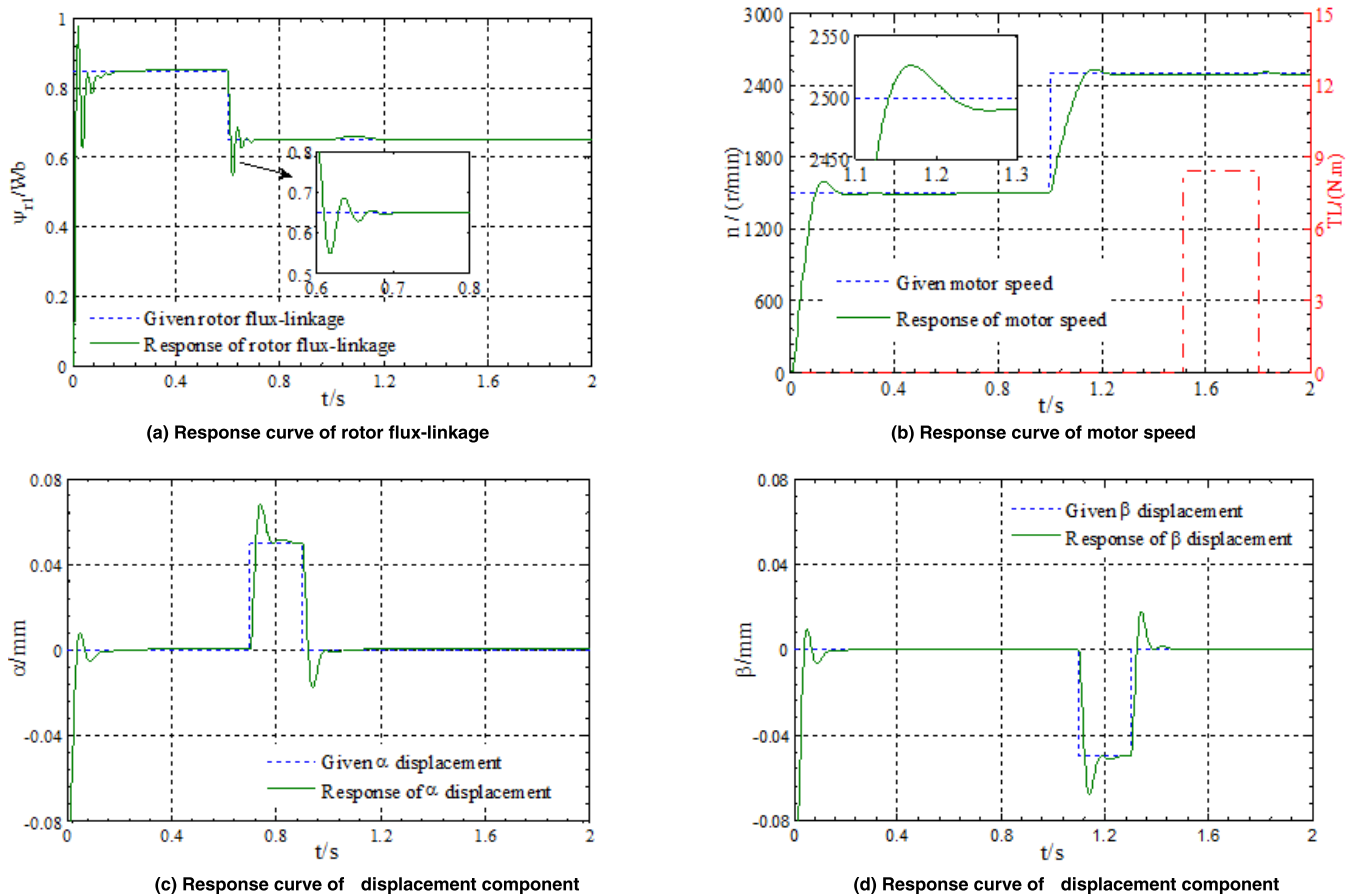 1
0.8
0.6
0.4
0.2
0
Ψr1/Wb
0.8
0.7
0.6
0.5
0.6 0.7 0.8
Given rotor flux-linkage
Response of rotor flux-linkage
0 0.4 0.8 1.2 1.6 2
t/s
(a) Response curve of rotor flux-linkage
3000
2400
1800
1200
600
0
n / (r/min)
2550
2500
2450
1.1 1.2 1.3
Given motor speed
Response of motor speed
15
12
9
6
3
0
TL/(N.m)
0 0.4 0.8 1.2 1.6 2
t/s
(b) Response curve of motor speed
0.08
0.04
0
-0.04
-0.08
α/mm
Given α displacement
Response of α displacement
0 0.4 0.8 1.2 1.6 2
t/s
(c) Response curve of displacement component
0.08
0.04
0
-0.04
-0.08
β/mm
Given β displacement
Response of β displacement
0 0.4 0.8 1.2 1.6 2
t/s
(d) Response curve of displacement component